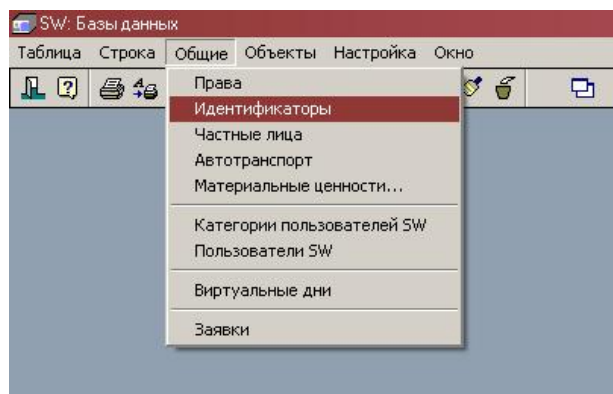 SW: Базы данных
Таблица Строка Общие Объекты Настройка Окно
Права
Идентификаторы
Частные лица
Автотранспорт
Материальные ценности...
Категории пользователей SW
Пользователи SW
Виртуальные дни
Заявки